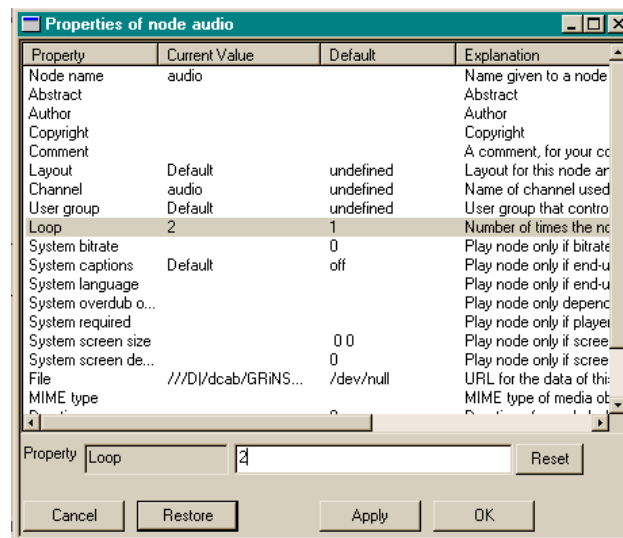 Properties of node audio
Property Current Value Default Explanation
Node name audio Name given to a node
Abstract Abstract
Author Author
Copyright Copyright
Comment A comment, for your cc
Layout Default undefined Layout for this node ar
Channel audio undefined Name of channel used
User group Default undefined User group that contro
Loop 2 1 Number of times the nc
System bitrate 0 Play node only if bitrate
System captions Default off Play node only if end-u
System language Play node only if end-u
System overdub o... Play node only depend
System required Play node only if player
System screen size 0 0 Play node only if scree
System screen de... 0 Play node only if scree
File ///D|/dcab/GRiNS... /dev/null URL for the data of thi
MIME type MIME type of media ob
Property Loop 2 Reset
Cancel Restore Apply OK